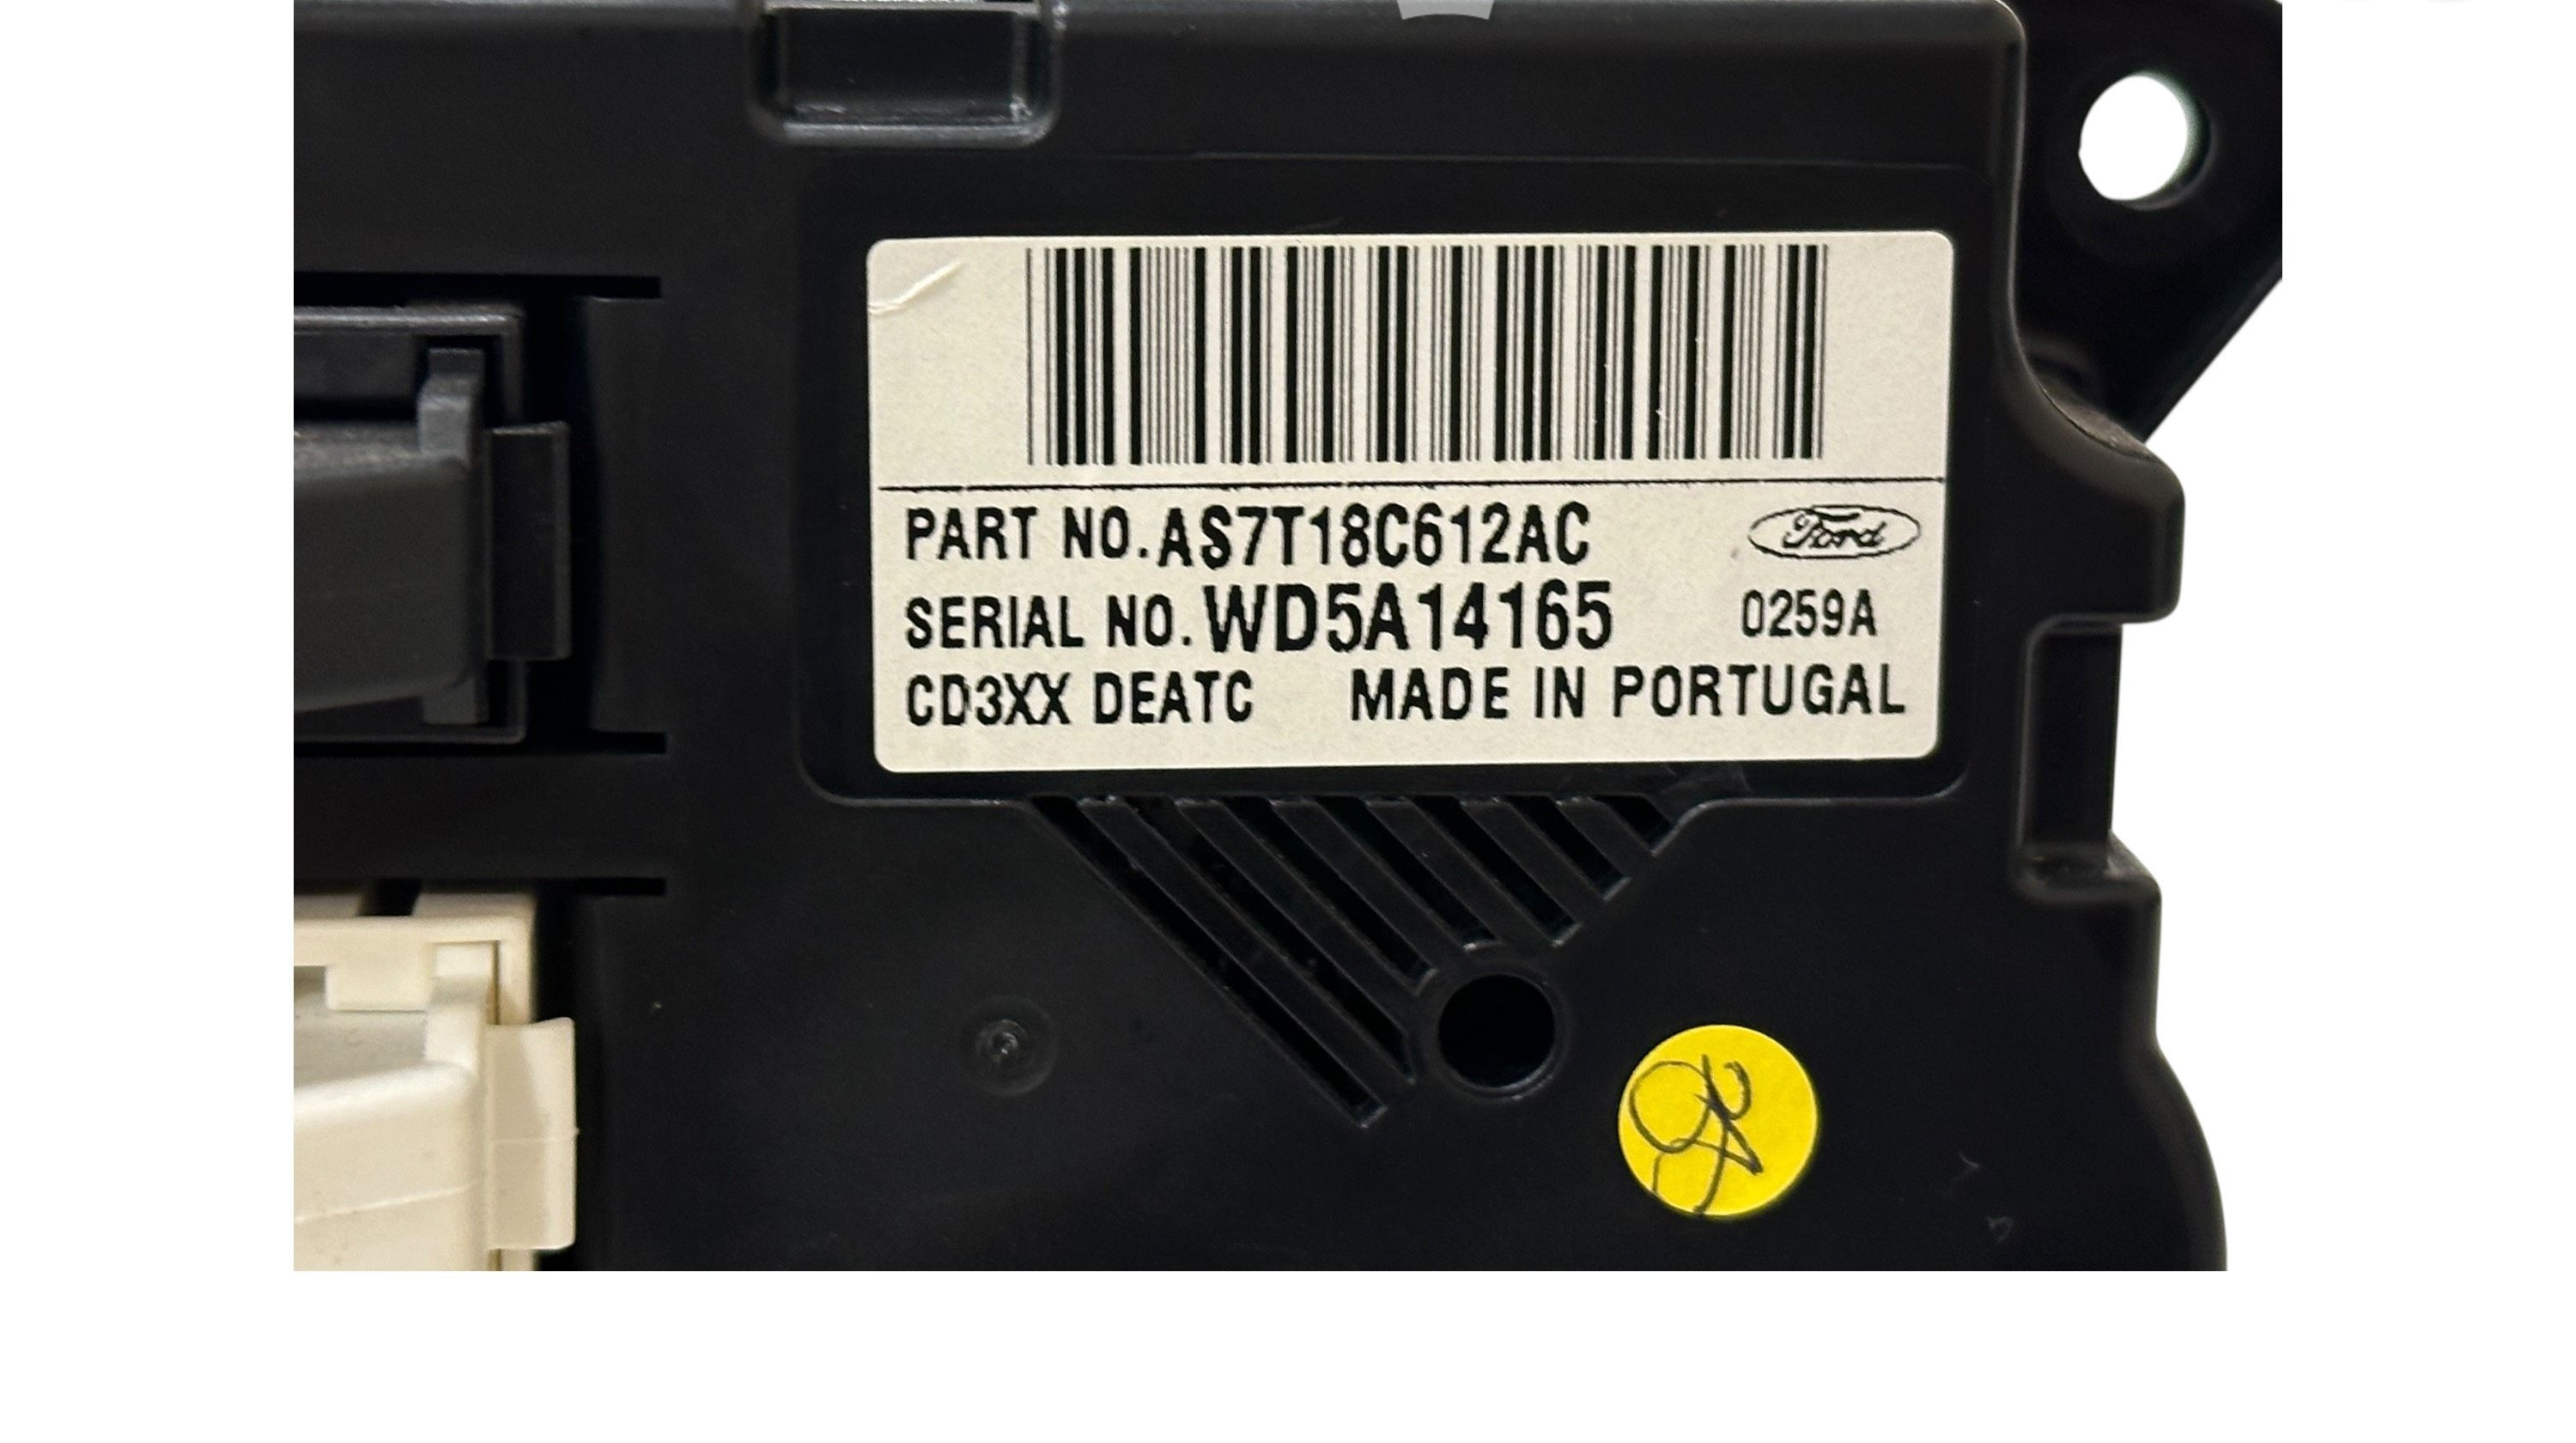 PART NO.AS7T18C612AC
Ford
SERIAL NO.WD5A14165
0259A
CD3XX DEATC MADE IN PORTUGAL